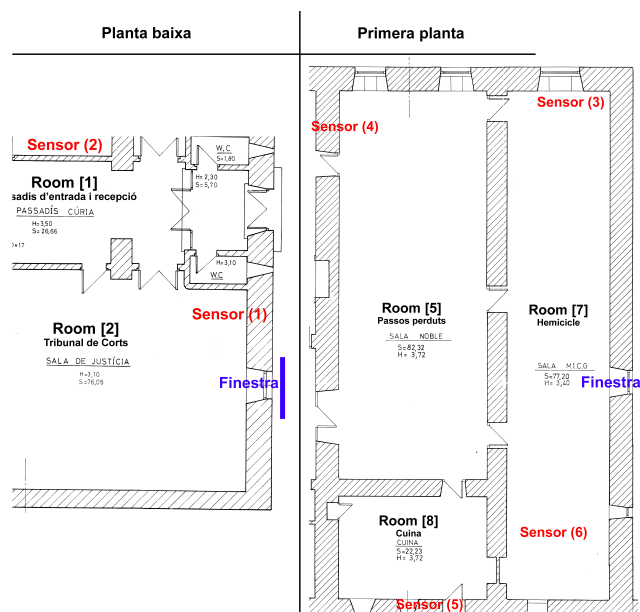 Planta baixa
Primera planta
Sensor (2)
W,C
S=1,80
H=2,30
S=5,70
Room [1]
sadís d'entrada i recepció
PASSADÍS CÚRIA
H=3,50
S=26,66
H=3,10
W.C
Sensor (1)
Room [2]
Tribunal de Corts
SALA DE JUSTÍCIA
H=3,10
S=76,05
Finestra
Sensor (3)
Sensor (4)
Room [5]
Passos perduts
SALA NOBLE
S=82,32
H= 3,72
Room [7]
Hemicicle
SALA M.I.C.G
S=77,20
H= 3,40
Finestra
Room [8]
Cuina
CUINA
S=22,23
H= 3,72
Sensor (6)
Sensor (5)